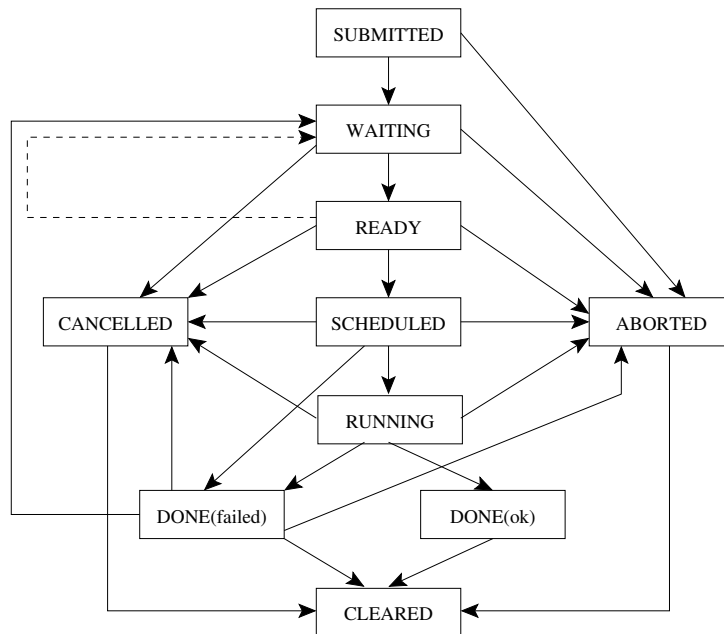 SUBMITTED
WAITING
READY
CANCELLED
SCHEDULED
ABORTED
RUNNING
DONE(failed)
DONE(ok)
CLEARED